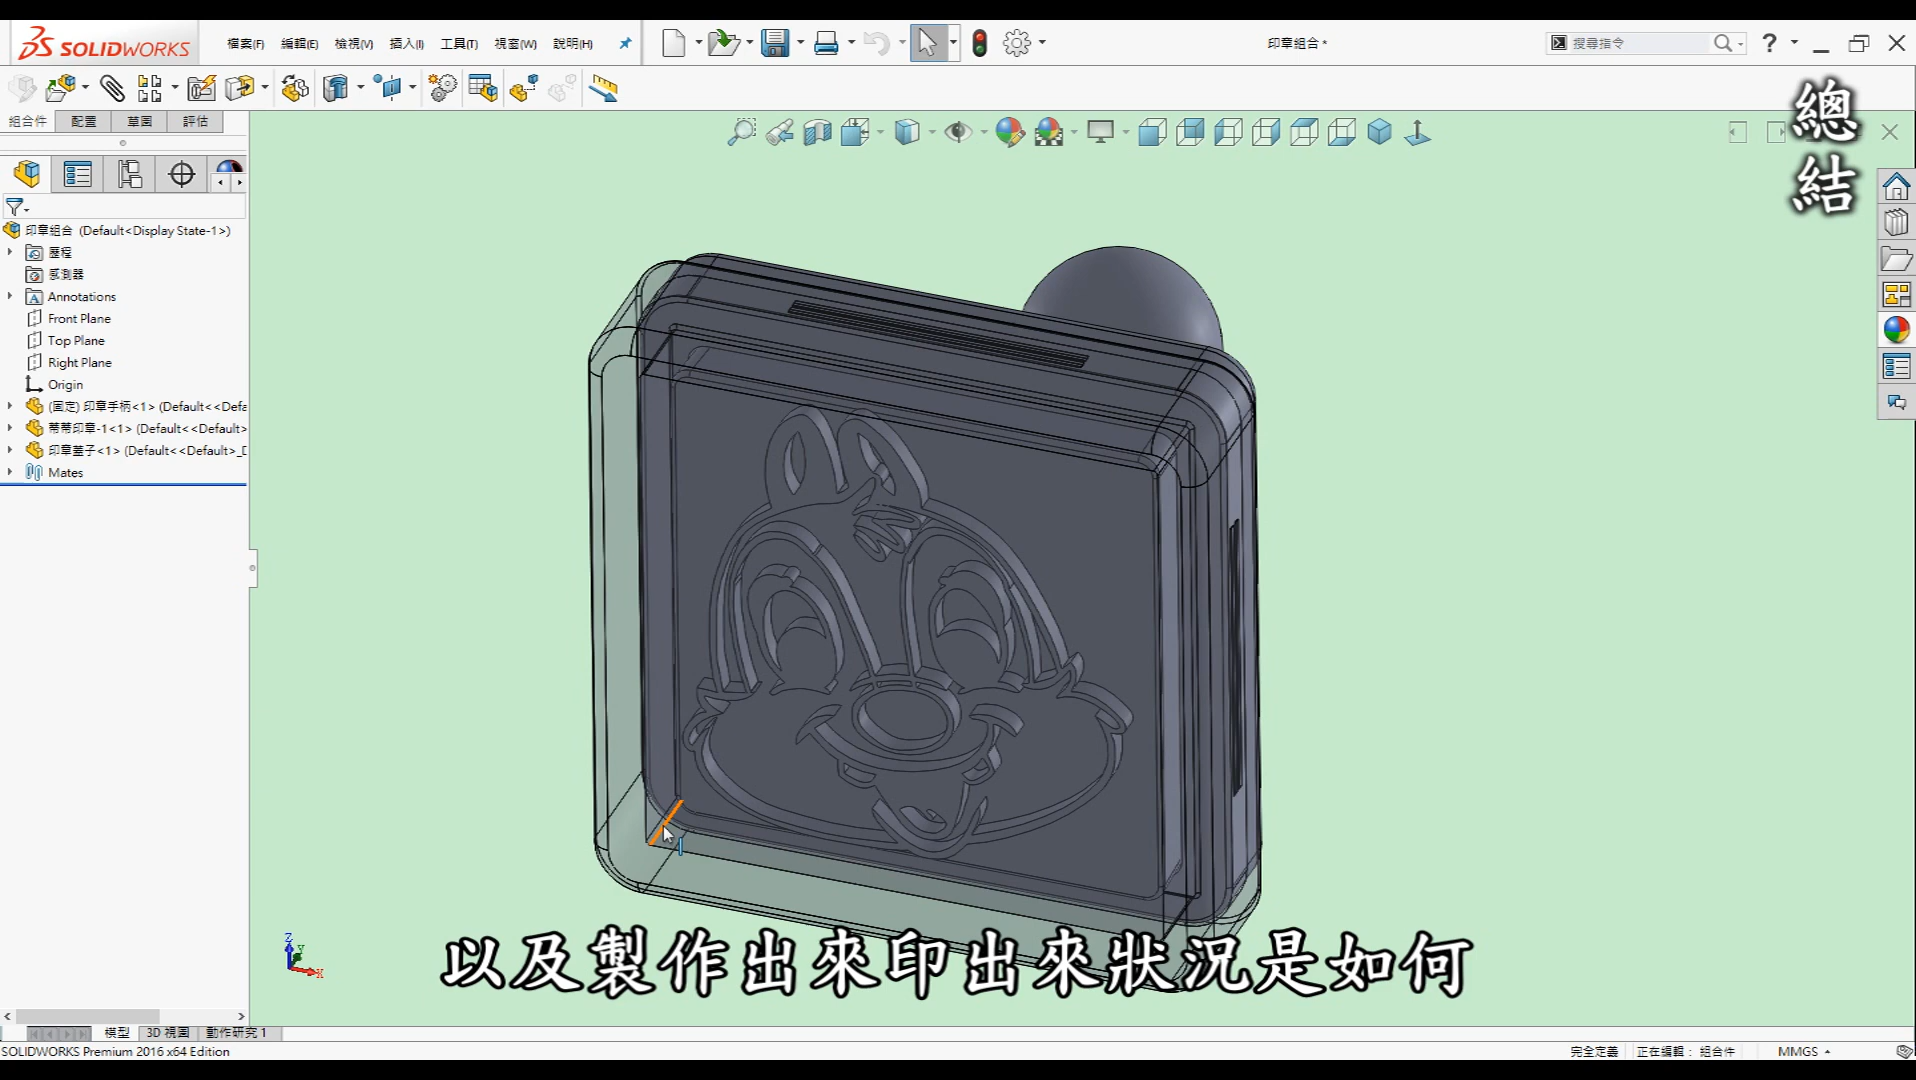 SOLIDWORKS
檔案(F) 編輯(E) 檢視(V) 插入(I) 工具(T) 視窗(W) 說明(H)
印章組合 *
搜尋指令
組合件 配置 草圖 評估
總結
印章組合 (Default<Display State-1>)
歷程
感測器
Annotations
Front Plane
Top Plane
Right Plane
Origin
(固定) 印章手柄<1> (Default<<Defa
蒂蒂印章-1<1> (Default<<Default>
印章蓋子<1> (Default<<Default>_D
Mates
Z
Y
X
以及製作出來印出來狀況是如何
模型 3D 視圖 動作研究 1
SOLIDWORKS Premium 2016 x64 Edition
完全定義 正在編輯： 組合件 MMGS